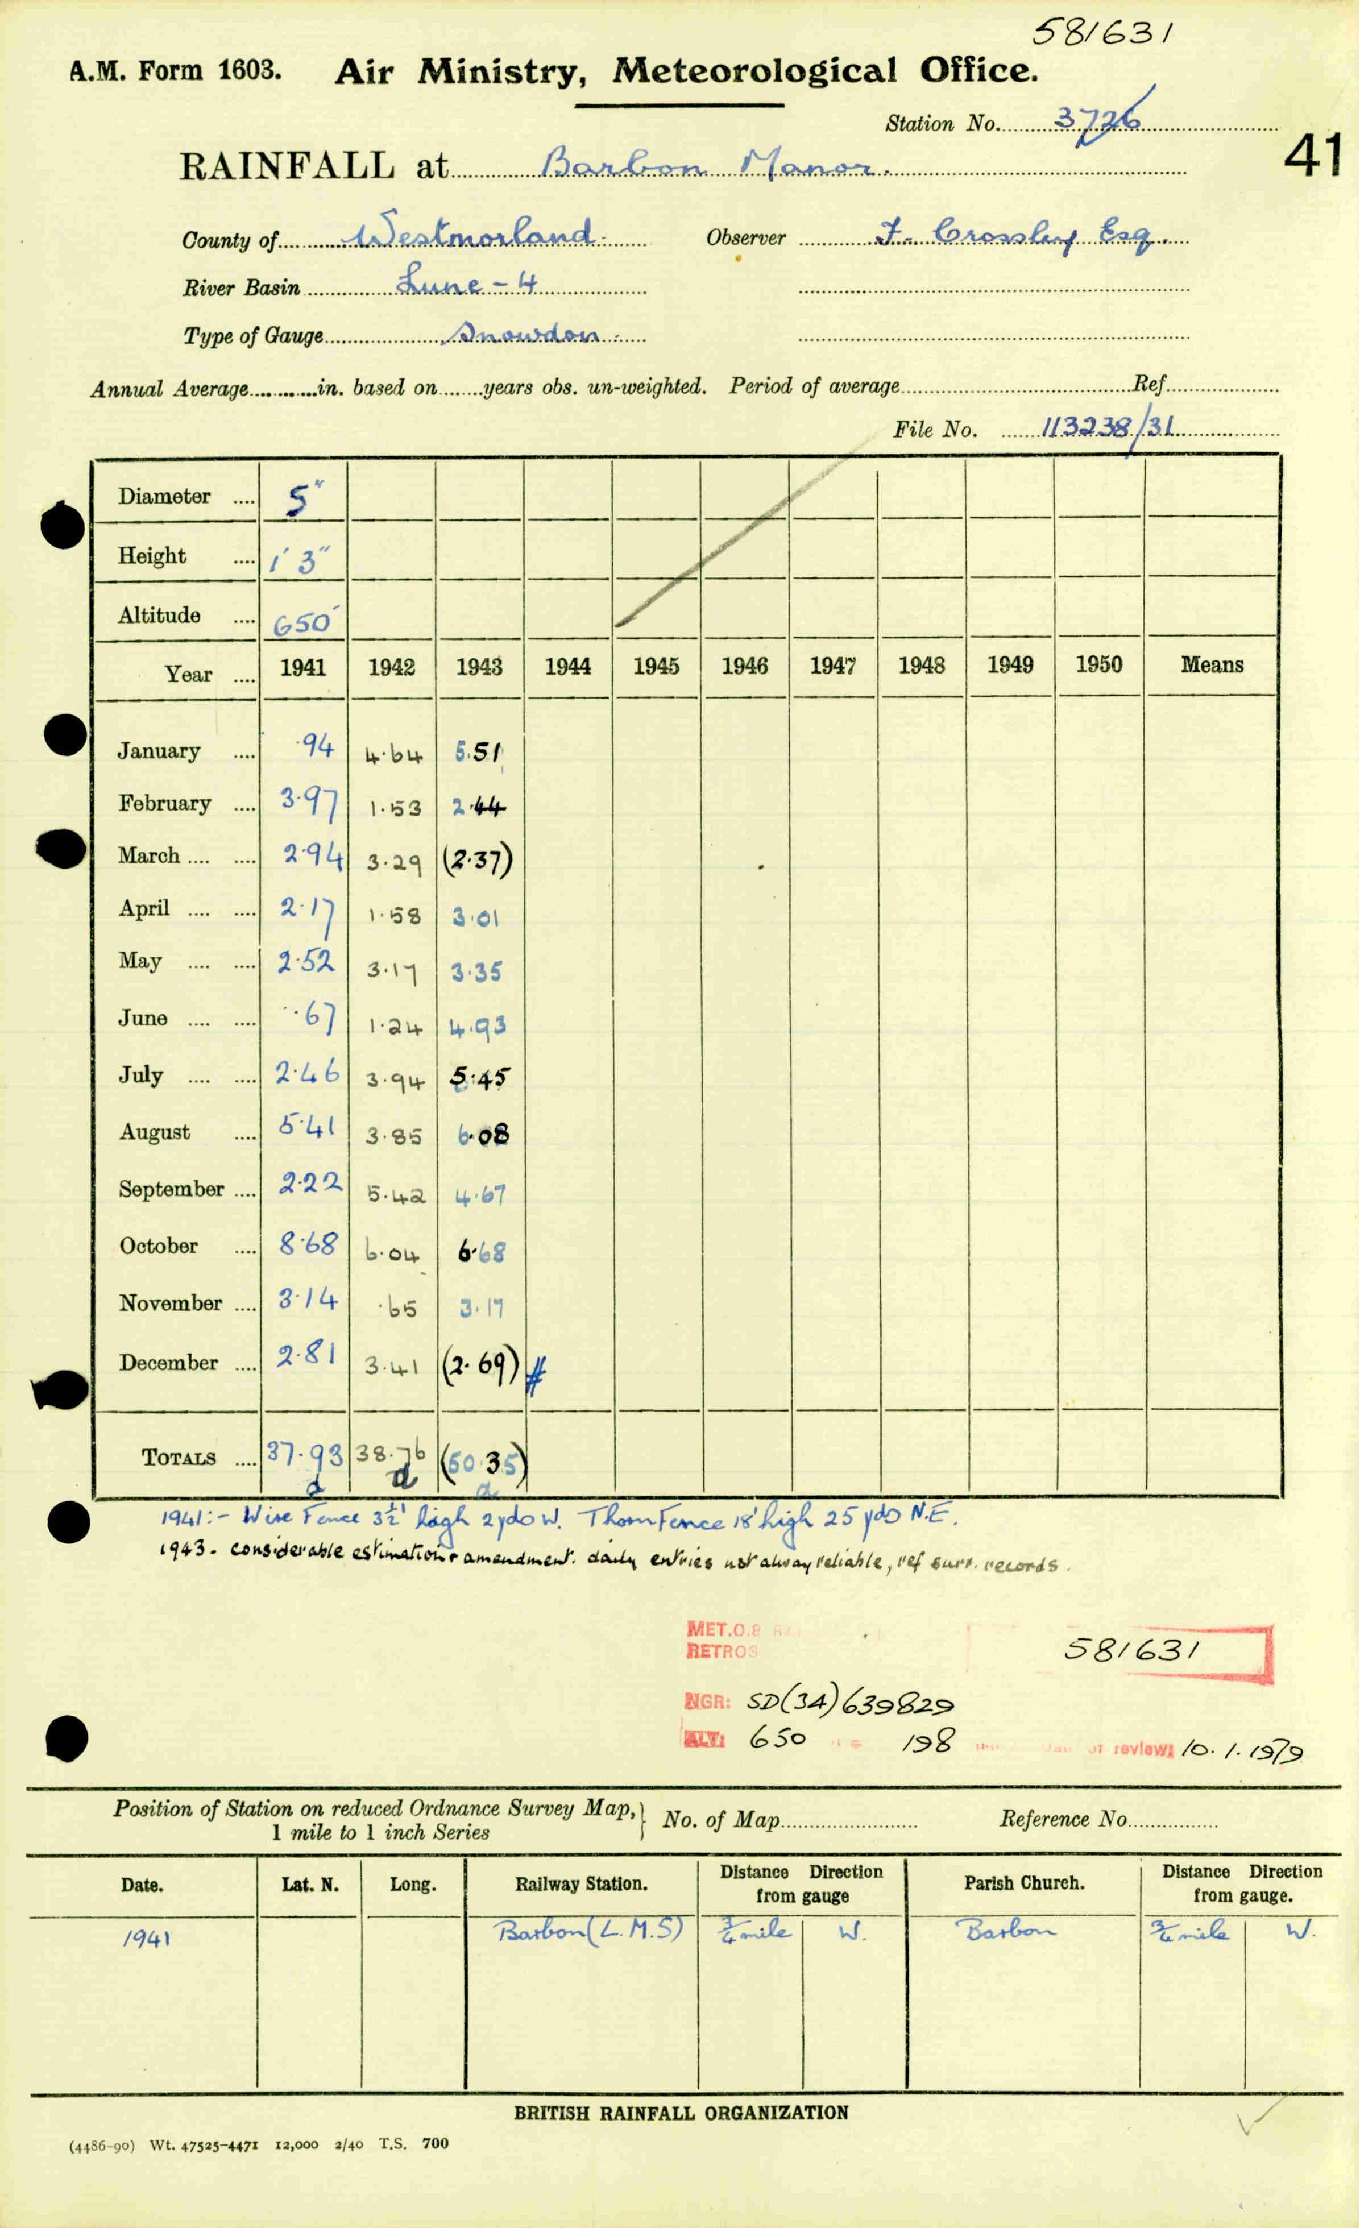 581631
A.M. Form 1603. Air Ministry, Meteorological Office.
Station No. 3726
41
RAINFALL at Barbon Manor.
County of Westmorland. Observer F. Crossley Esq.
River Basin Lune - 4
Type of Gauge Snowdon.
Annual Average in. based on years obs. un-weighted. Period of average Ref
File No. 113238/31
Diameter .... 5"
Height .... 1' 3"
Altitude .... 650'
Year .... 1941 1942 1943 1944 1945 1946 1947 1948 1949 1950 Means
January .... ·94 4·64 5.51
February .... 3·97 1·53 2·44
March .... .... 2·94 3·29 (2·37)
April .... .... 2·17 1·58 3·01
May .... .... 2·52 3·17 3·35
June .... .... ·67 1·24 4·93
July .... .... 2·46 3·94 5·45
August .... 5·41 3·85 6·08
September .... 2·22 5·42 4·67
October .... 8·68 6·04 6·68
November .... 3·14 ·65 3·17
December .... 2·81 3·41 (2·69) #
TOTALS .... 37·93 38·76 (50·35)
d d d
1941:- Wire Fence 3½' high 2 yds W. Thorn Fence 18' high 25 yds N.E.
1943 - considerable estimation & amendment. daily entries not always reliable, ref surr. records.
MET.O.8
RETROS 581631
NGR: SD(34)639829
ALT: 650 198 of review: 10.1.1979
Position of Station on reduced Ordnance Survey Map, } No. of Map Reference No.
1 mile to 1 inch Series
Date. Lat. N. Long. Railway Station. Distance Direction from gauge Parish Church. Distance Direction from gauge.
1941 Barbon (L.M.S) ¾ mile W. Barbon ¾ mile W.
BRITISH RAINFALL ORGANIZATION
(4486-90) Wt. 47525-4471 12,000 2/40 T.S. 700